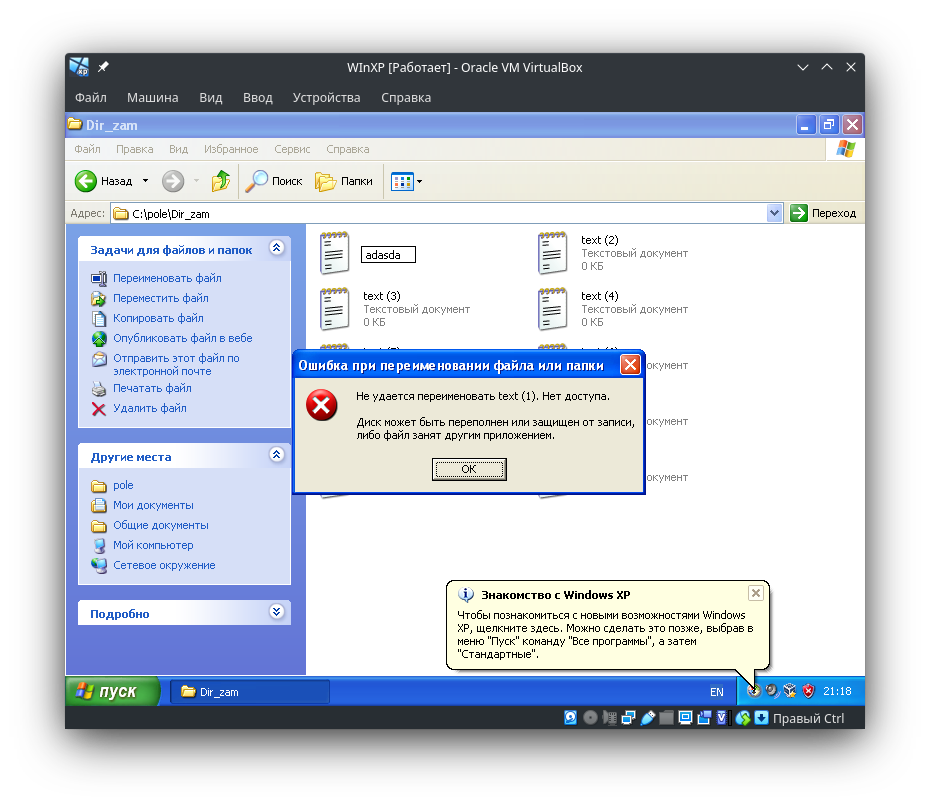 WInXP [Работает] - Oracle VM VirtualBox
Файл Машина Вид Ввод Устройства Справка
Dir_zam
Файл Правка Вид Избранное Сервис Справка
Назад Поиск Папки
Адрес: C:\pole\Dir_zam Переход
Задачи для файлов и папок
Переименовать файл
Переместить файл
Копировать файл
Опубликовать файл в вебе
Отправить этот файл по
электронной почте
Печатать файл
Удалить файл
Другие места
pole
Мои документы
Общие документы
Мой компьютер
Сетевое окружение
Подробно
adasda
text (2)
Текстовый документ
0 КБ
text (3)
Текстовый документ
0 КБ
text (4)
Текстовый документ
0 КБ
окумент
окумент
окумент
Ошибка при переименовании файла или папки
Не удается переименовать text (1). Нет доступа.
Диск может быть переполнен или защищен от записи,
либо файл занят другим приложением.
OK
Знакомство с Windows XP
Чтобы познакомиться с новыми возможностями Windows
XP, щелкните здесь. Можно сделать это позже, выбрав в
меню "Пуск" команду "Все программы", а затем
"Стандартные".
пуск Dir_zam EN 21:18
Правый Ctrl